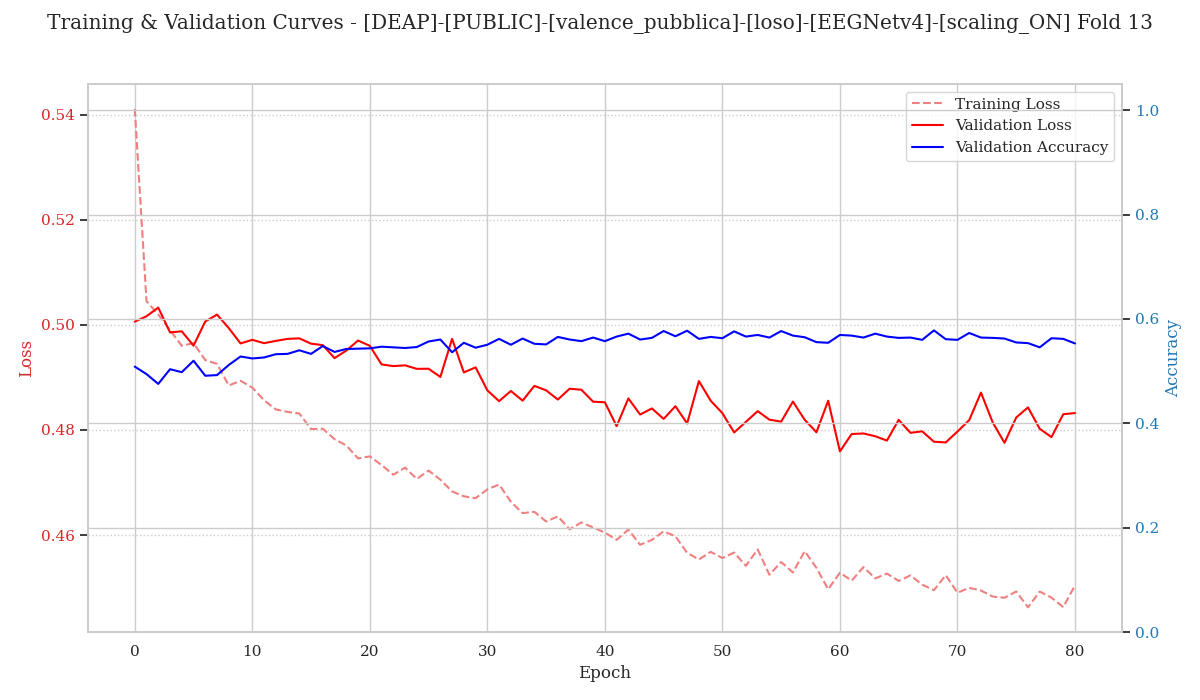 Training & Validation Curves - [DEAP]-[PUBLIC]-[valence_pubblica]-[loso]-[EEGNetv4]-[scaling_ON] Fold 13
Training Loss
Validation Loss
Validation Accuracy
0.54
0.52
0.50
0.48
0.46
Loss
1.0
0.8
0.6
0.4
0.2
0.0
Accuracy
0 10 20 30 40 50 60 70 80
Epoch